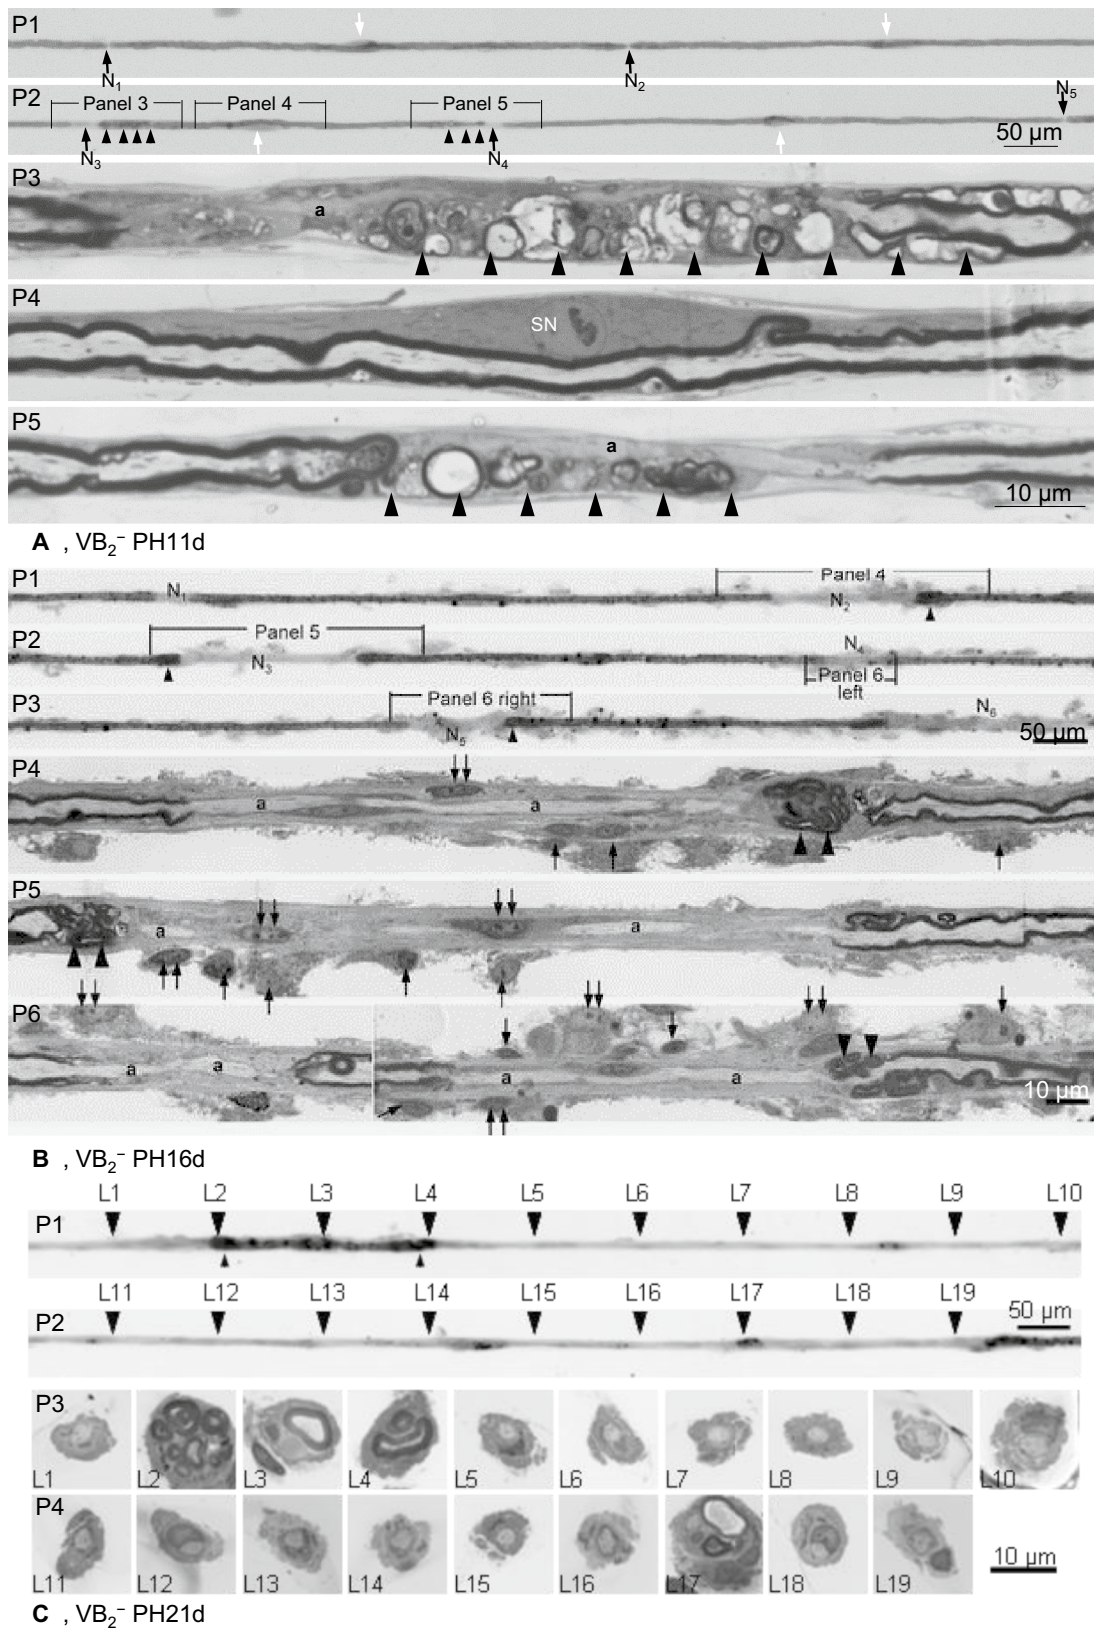 P1
N1 N2
P2 Panel 3 Panel 4 Panel 5 N5
N3 N4 50 µm
P3
a
P4
SN
P5
a
10 µm
A , VB2− PH11d
P1 N1 Panel 4
N2
P2 Panel 5 N4
N3
Panel 6
left
P3 Panel 6 right N6
N5 50 µm
P4
a a
P5
a a
P6
a a a a
10 µm
B , VB2− PH16d
L1 L2 L3 L4 L5 L6 L7 L8 L9 L10
P1
L11 L12 L13 L14 L15 L16 L17 L18 L19
50 µm
P2
P3
L1 L2 L3 L4 L5 L6 L7 L8 L9 L10
P4
10 µm
L11 L12 L13 L14 L15 L16 L17 L18 L19
C , VB2− PH21d